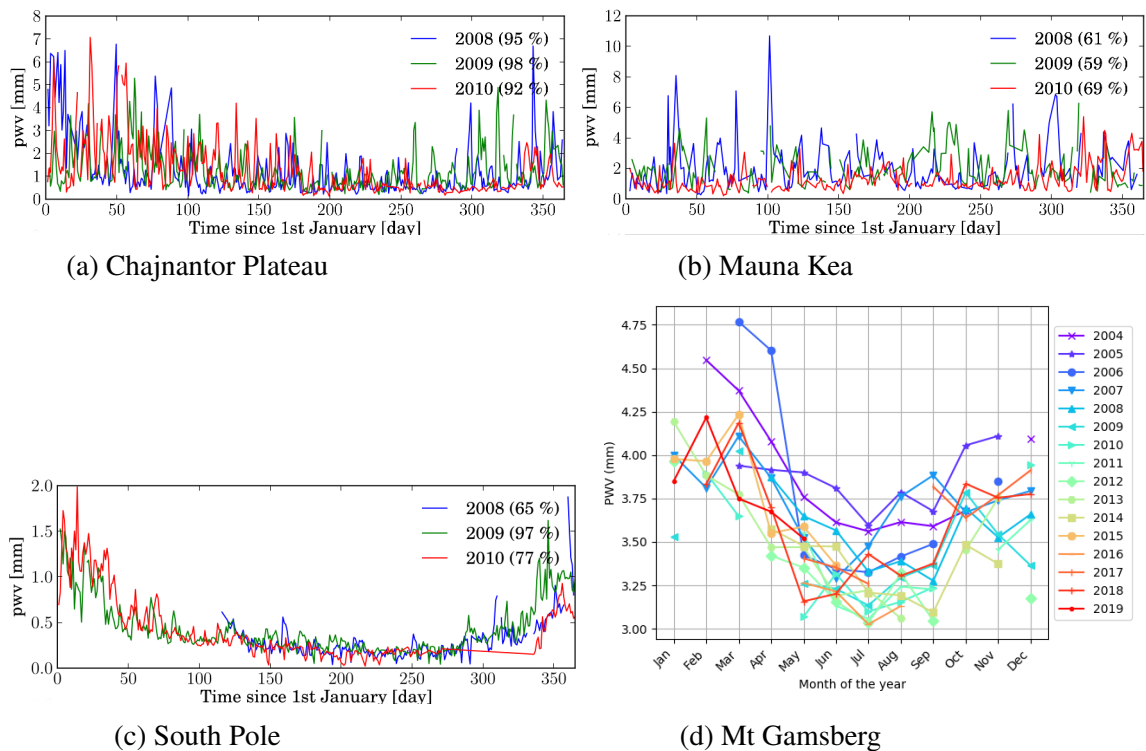 8
7
6
5
4
3
2
1
0
pwv [mm]
2008 (95 %)
2009 (98 %)
2010 (92 %)
0 50 100 150 200 250 300 350
Time since 1st January [day]
(a) Chajnantor Plateau
12
10
8
6
4
2
0
pwv [mm]
2008 (61 %)
2009 (59 %)
2010 (69 %)
0 50 100 150 200 250 300 350
Time since 1st January [day]
(b) Mauna Kea
2.0
1.5
1.0
0.5
0.0
pwv [mm]
2008 (65 %)
2009 (97 %)
2010 (77 %)
0 50 100 150 200 250 300 350
Time since 1st January [day]
(c) South Pole
4.75
4.50
4.25
4.00
3.75
3.50
3.25
3.00
PWV (mm)
Jan Feb Mar Apr May Jun Jul Aug Sep Oct Nov Dec
Month of the year
2004
2005
2006
2007
2008
2009
2010
2011
2012
2013
2014
2015
2016
2017
2018
2019
(d) Mt Gamsberg